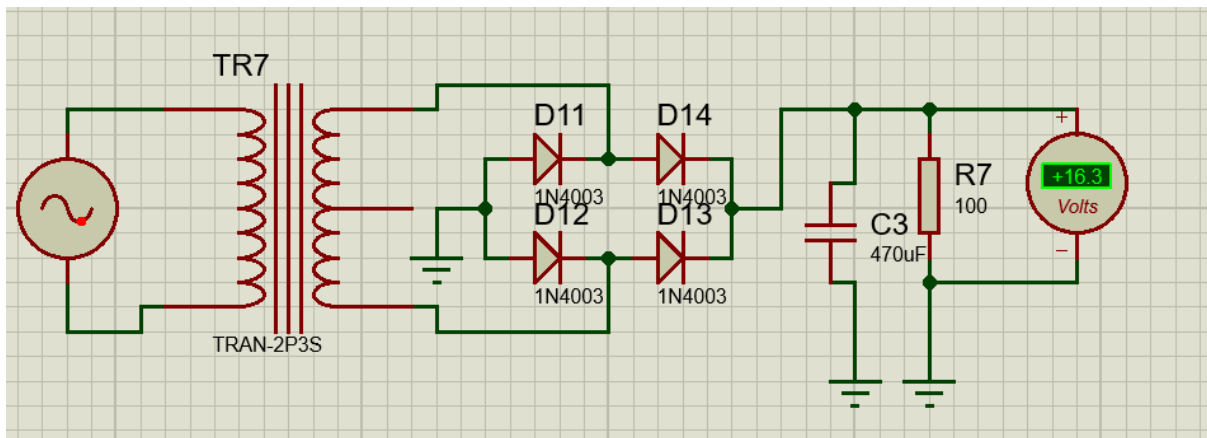 TR7
TRAN-2P3S
D11
1N4003
D14
1N4003
D12
1N4003
D13
1N4003
C3
470uF
R7
100
+
+16.3
Volts
−